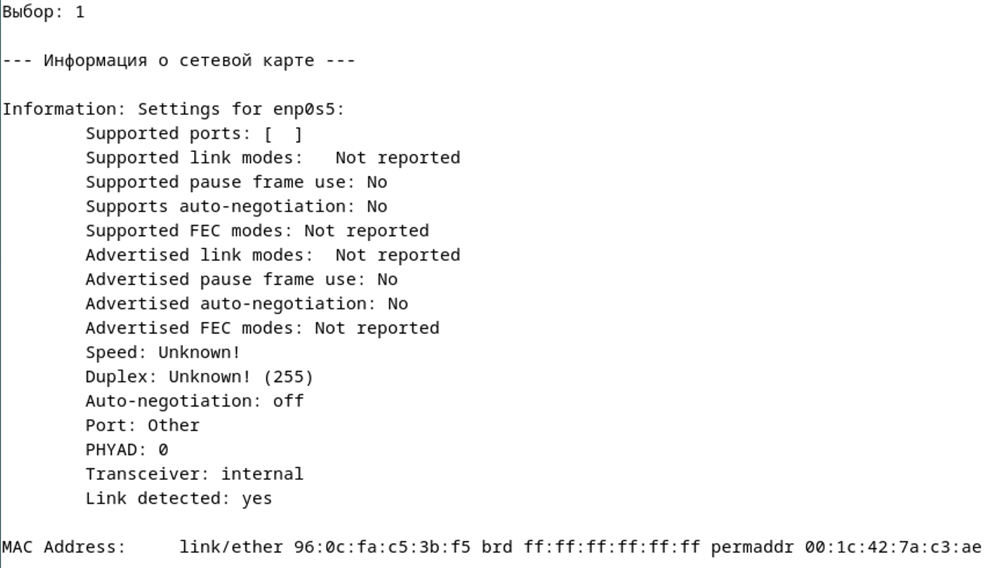 Выбор: 1
--- Информация о сетевой карте ---
Information: Settings for enp0s5:
Supported ports: [  ]
Supported link modes:   Not reported
Supported pause frame use: No
Supports auto-negotiation: No
Supported FEC modes: Not reported
Advertised link modes:  Not reported
Advertised pause frame use: No
Advertised auto-negotiation: No
Advertised FEC modes: Not reported
Speed: Unknown!
Duplex: Unknown! (255)
Auto-negotiation: off
Port: Other
PHYAD: 0
Transceiver: internal
Link detected: yes
MAC Address:     link/ether 96:0c:fa:c5:3b:f5 brd ff:ff:ff:ff:ff:ff permaddr 00:1c:42:7a:c3:ae